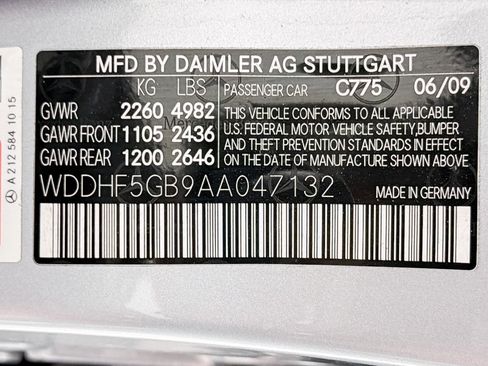 MFD BY DAIMLER AG STUTTGART
KG LBS PASSENGER CAR C775 06/09
GVWR 2260 4982 THIS VEHICLE CONFORMS TO ALL APPLICABLE
GAWR FRONT 1105 2436 U.S. FEDERAL MOTOR VEHICLE SAFETY,BUMPER
AND THEFT PREVENTION STANDARDS IN EFFECT
GAWR REAR 1200 2646 ON THE DATE OF MANUFACTURE SHOWN ABOVE.
WDDHF5GB9AA047132 MADE IN GERMANY
A 212 584 10 15